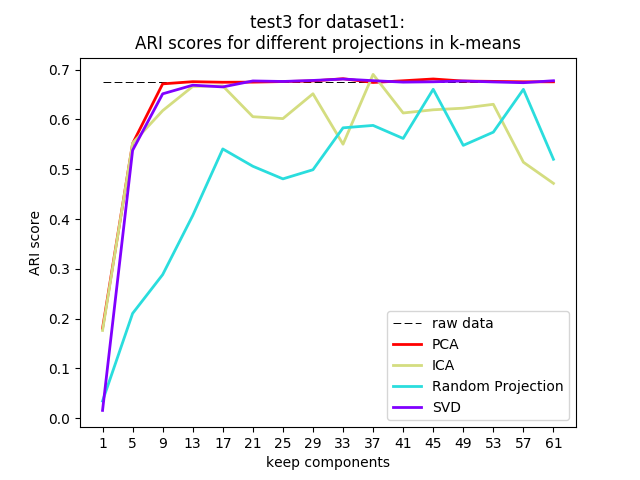 test3 for dataset1:
ARI scores for different projections in k-means
0.7
0.6
0.5
0.4
0.3
0.2
0.1
0.0
ARI score
raw data
PCA
ICA
Random Projection
SVD
1 5 9 13 17 21 25 29 33 37 41 45 49 53 57 61
keep components